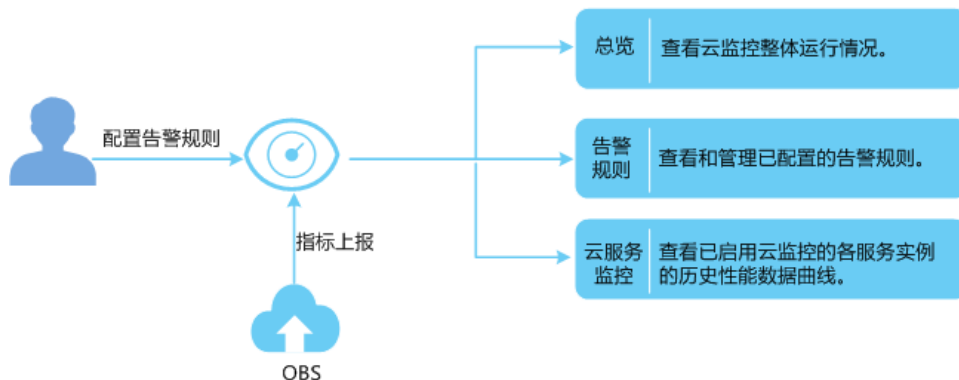 总览
查看云监控整体运行情况。
配置告警规则
告警
规则
查看和管理已配置的告警规则。
指标上报
云服务
监控
查看已启用云监控的各服务实例
的历史性能数据曲线。
OBS